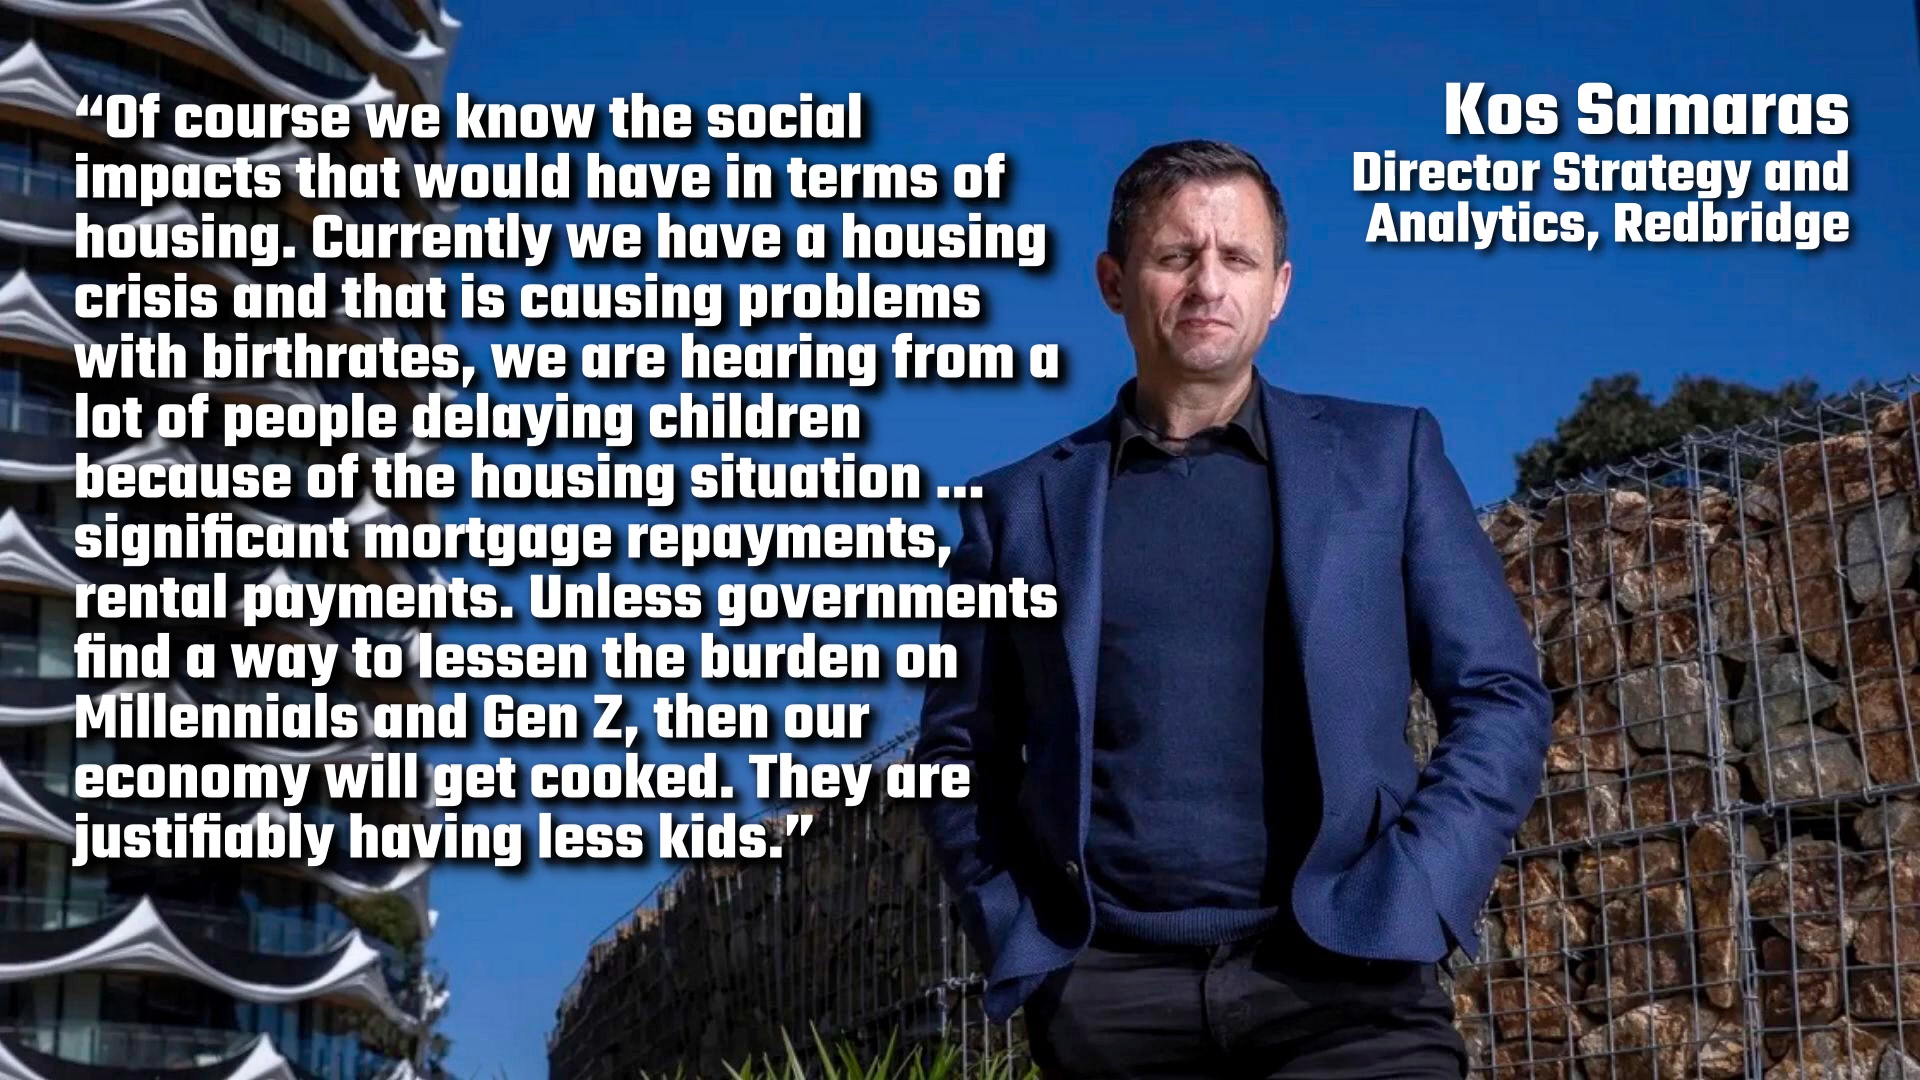 “Of course we know the social
impacts that would have in terms of
housing. Currently we have a housing
crisis and that is causing problems
with birthrates, we are hearing from a
lot of people delaying children
because of the housing situation ...
significant mortgage repayments,
rental payments. Unless governments
find a way to lessen the burden on
Millennials and Gen Z, then our
economy will get cooked. They are
justifiably having less kids.”
Kos Samaras
Director Strategy and
Analytics, Redbridge